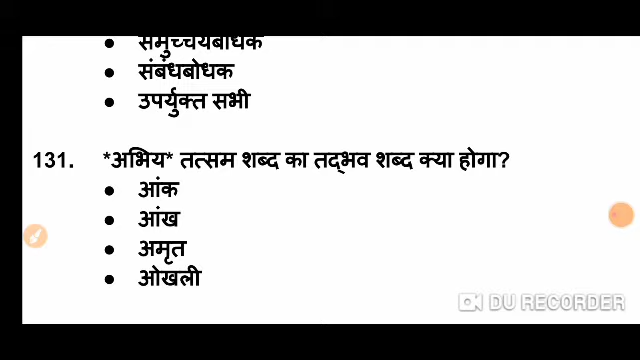 ● समुच्चयबोधक
● संबंधबोधक
● उपर्युक्त सभी
131. *अभिय* तत्सम शब्द का तद्भव शब्द क्या होगा?
● आंक
● आंख
● अमृत
● ओखली
DU RECORDER